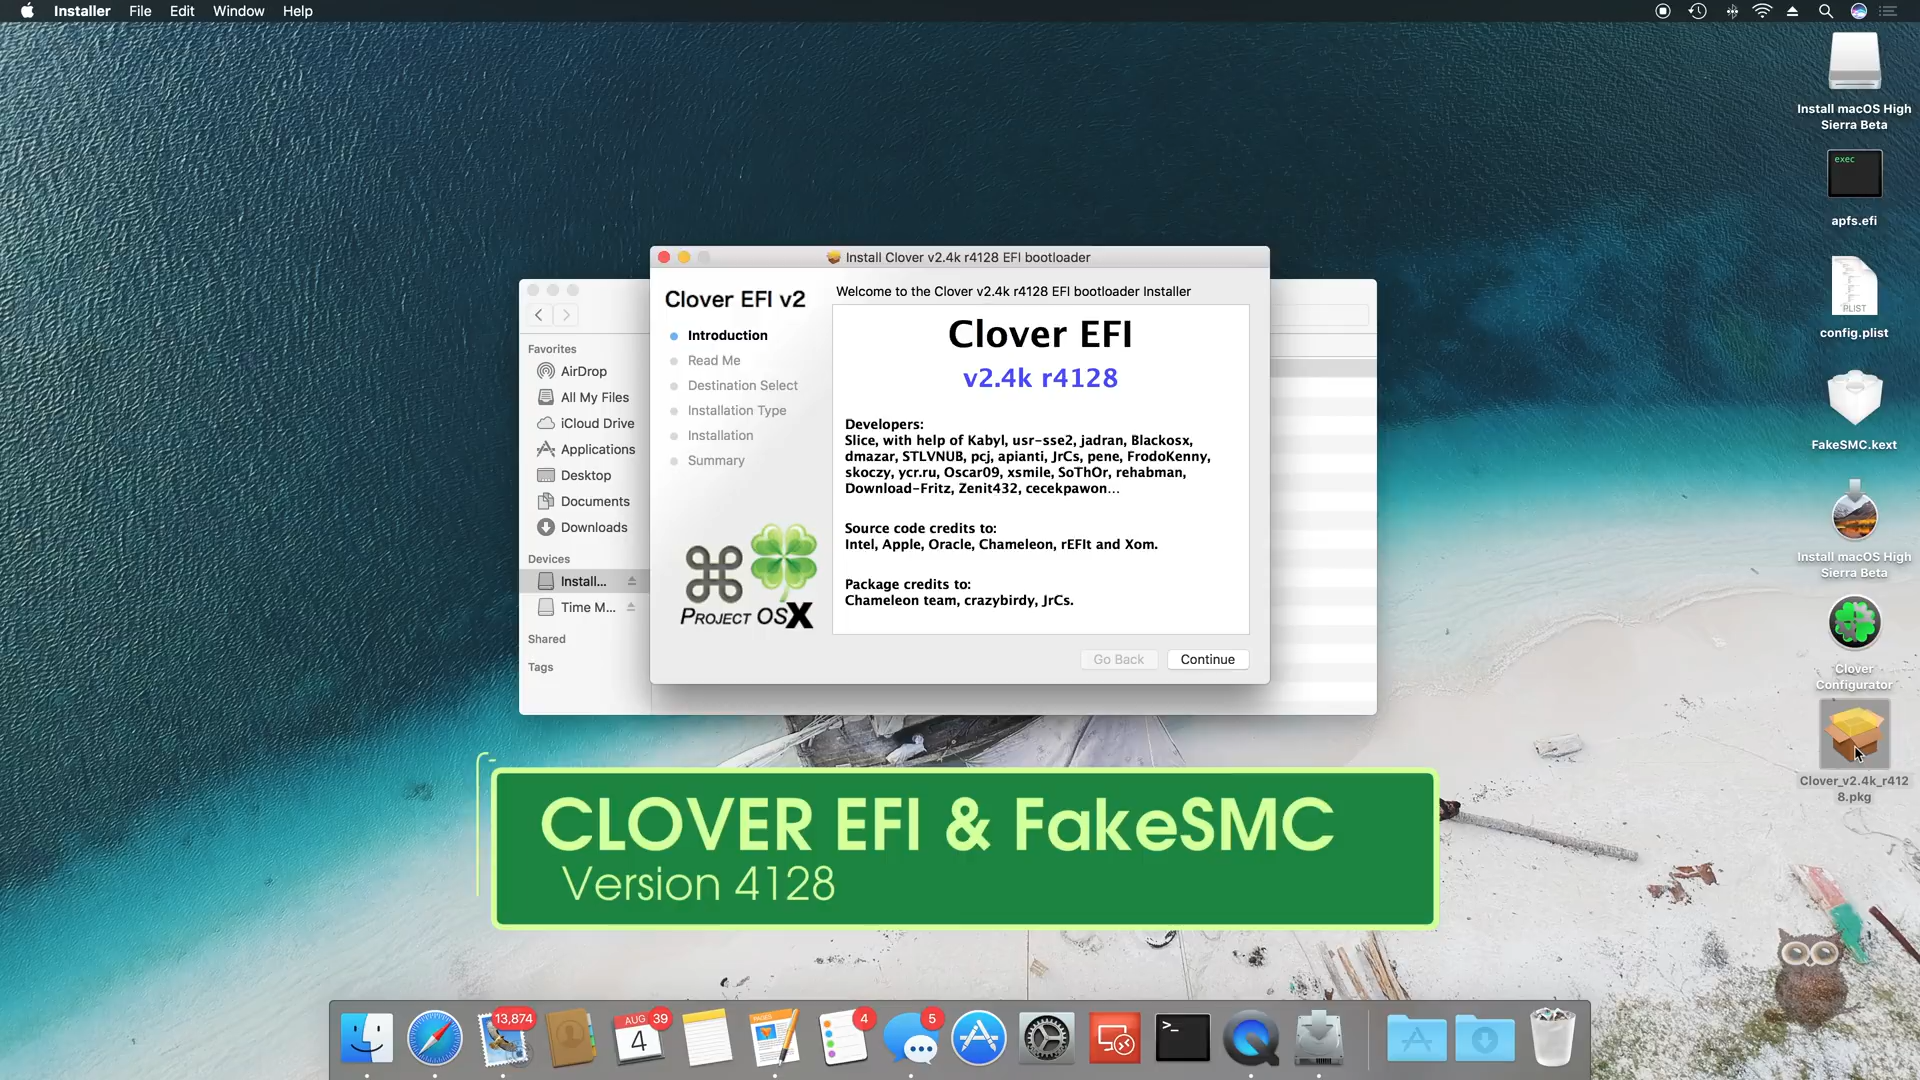 Installer File Edit Window Help
Install macOS High
Sierra Beta
exec
apfs.efi
PLIST
config.plist
FakeSMC.kext
Install macOS High
Sierra Beta
Clover
Configurator
Clover_v2.4k_r412
8.pkg
Install Clover v2.4k r4128 EFI bootloader
Clover EFI v2
Introduction
Read Me
Destination Select
Installation Type
Installation
Summary
PROJECT OSX
Welcome to the Clover v2.4k r4128 EFI bootloader Installer
Clover EFI
v2.4k r4128
Developers:
Slice, with help of Kabyl, usr-sse2, jadran, Blackosx,
dmazar, STLVNUB, pcj, apianti, JrCs, pene, FrodoKenny,
skoczy, ycr.ru, Oscar09, xsmile, SoThOr, rehabman,
Download-Fritz, Zenit432, cecekpawon...
Source code credits to:
Intel, Apple, Oracle, Chameleon, rEFIt and Xom.
Package credits to:
Chameleon team, crazybirdy, JrCs.
Go Back Continue
Favorites
AirDrop
All My Files
iCloud Drive
Applications
Desktop
Documents
Downloads
Devices
Install...
Time M...
Shared
Tags
CLOVER EFI & FakeSMC
Version 4128
13,874
AUG
4
39
PAGES
4
5
>_